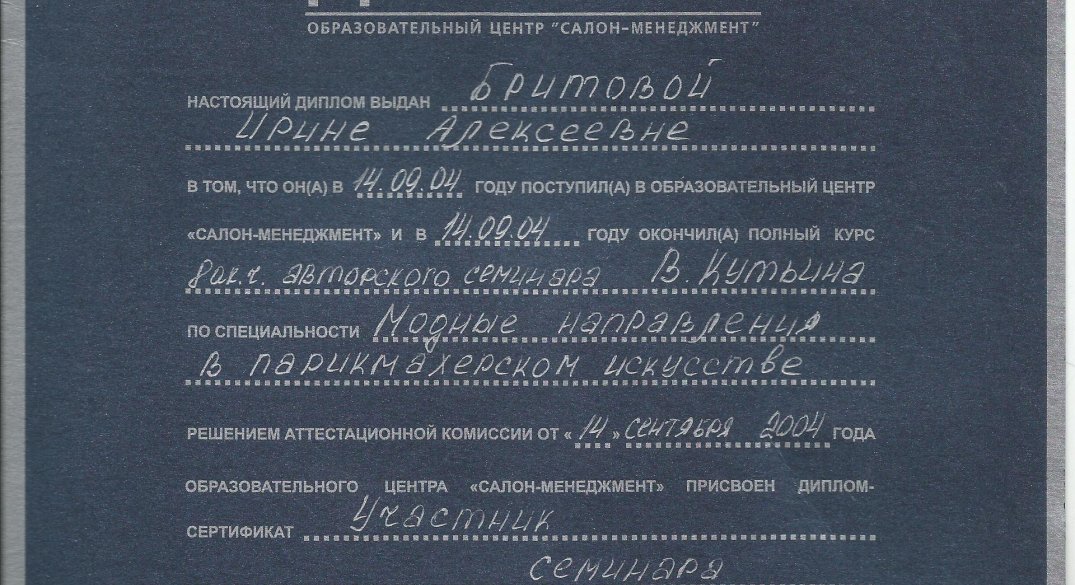 ОБРАЗОВАТЕЛЬНЫЙ ЦЕНТР "САЛОН-МЕНЕДЖМЕНТ"
НАСТОЯЩИЙ ДИПЛОМ ВЫДАН Бритовой
Ирине Алексеевне
В ТОМ, ЧТО ОН(А) В 14.09.04 ГОДУ ПОСТУПИЛ(А) В ОБРАЗОВАТЕЛЬНЫЙ ЦЕНТР
«САЛОН-МЕНЕДЖМЕНТ» И В 14.09.04 ГОДУ ОКОНЧИЛ(А) ПОЛНЫЙ КУРС
8 ак.ч. авторского семинара В. Кутьина
ПО СПЕЦИАЛЬНОСТИ Модные направления
в парикмахерском искусстве
РЕШЕНИЕМ АТТЕСТАЦИОННОЙ КОМИССИИ ОТ «14» сентября 2004 ГОДА
ОБРАЗОВАТЕЛЬНОГО ЦЕНТРА «САЛОН-МЕНЕДЖМЕНТ» ПРИСВОЕН ДИПЛОМ-
СЕРТИФИКАТ Участник
семинара